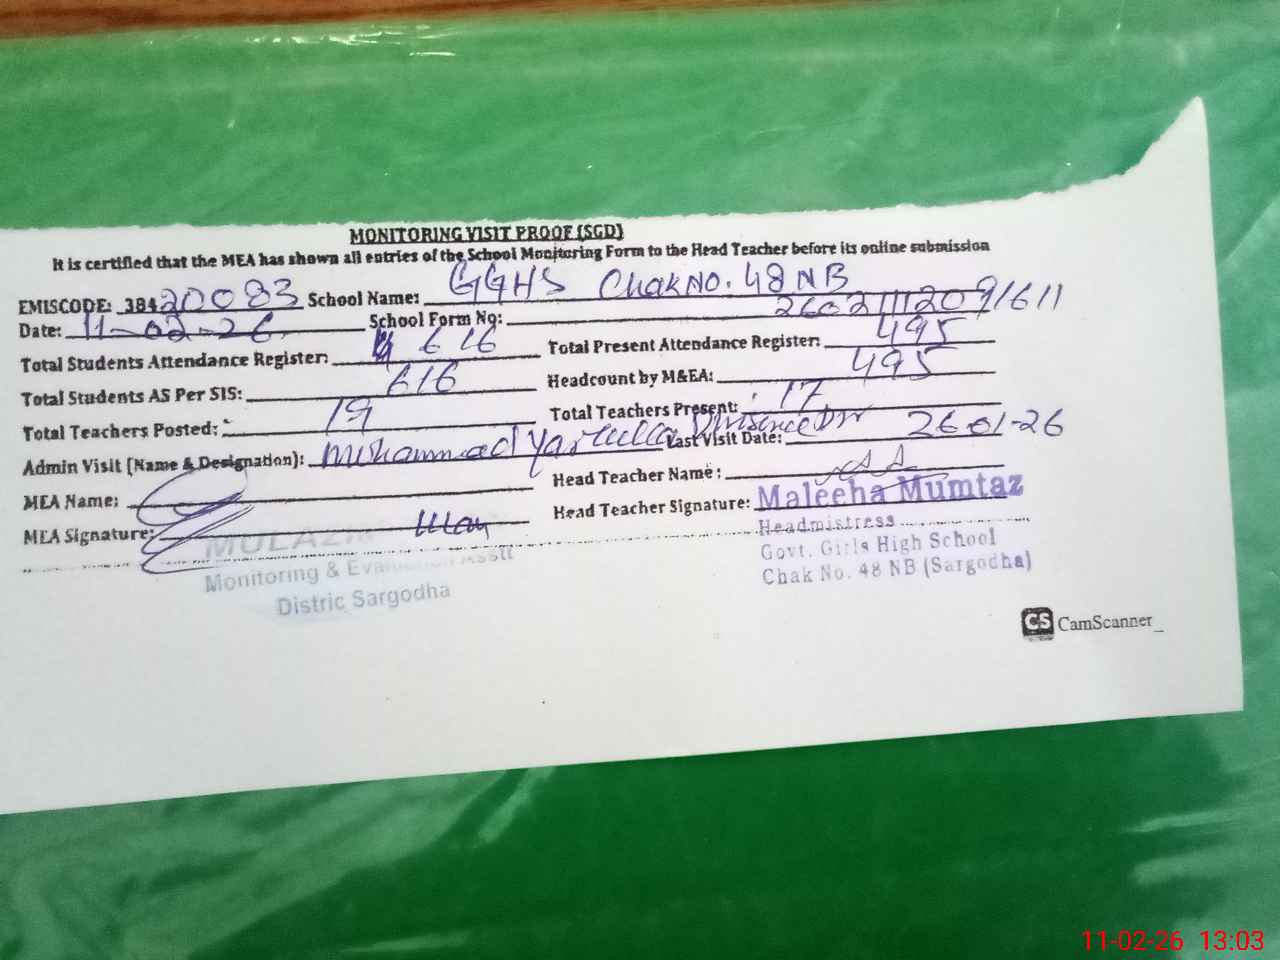 MONITORING VISIT PROOF (SGD)
It is certified that the MEA has shown all entries of the School Monitoring Form to the Head Teacher before its online submission
EMISCODE: 38420083 School Name: GGHS Chak No. 48 NB
Date: 11-02-26 School Form No: 260211112091611
Total Students Attendance Register: 616 Total Present Attendance Register: 495
Total Students AS Per SIS: 616 Headcount by M&EA: 495
Total Teachers Posted: 19 Total Teachers Present: 17
Admin Visit (Name & Designation): Muhammad Last Visit Date: 26-01-26
MEA Name: Head Teacher Name:
MEA Signature: Head Teacher Signature: Maleeha Mumtaz
Headmistress
Govt. Girls High School
Chak No. 48 NB (Sargodha)
Monitoring & Evaluation Asstt
Distric Sargodha
CS CamScanner
11-02-26 13:03